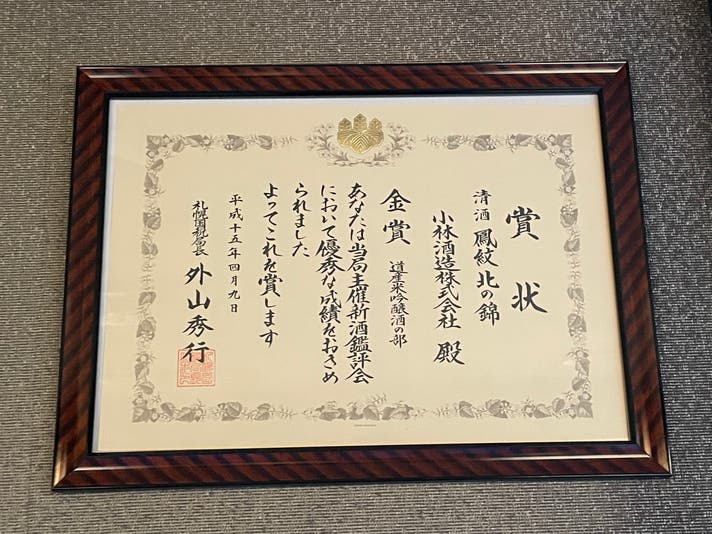 賞状
清酒 鳳紋 北の錦
小林酒造株式会社 殿
金賞 道産米吟醸酒の部
あなたは当局主催新酒鑑評会
において優秀な成績をおさめ
られました
よってこれを賞します
平成十五年四月九日
札幌国税局長 外山秀行